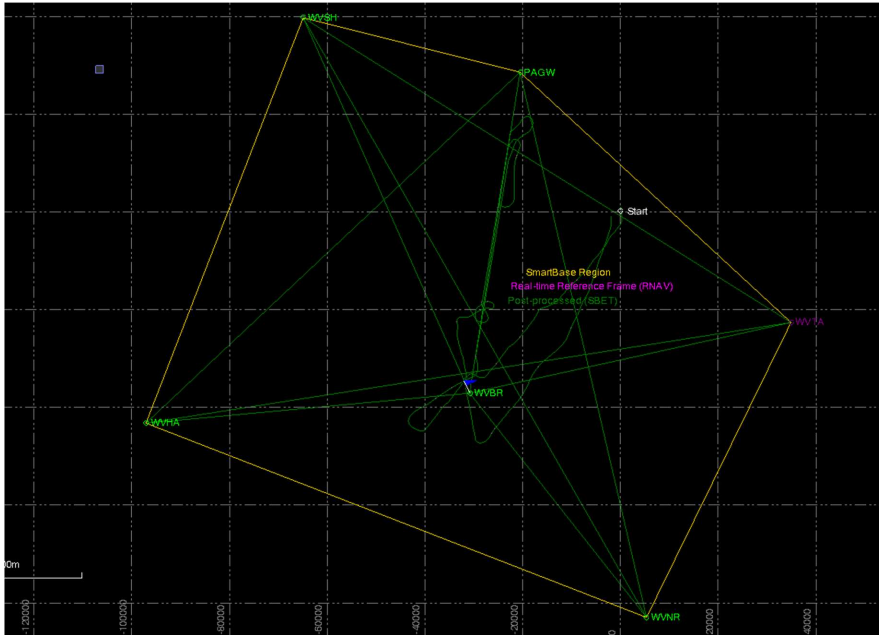 WVSH
PAGW
Start
SmartBase Region
Real-time Reference Frame (RNAV)
Post-processed (SBET)
WVTA
WVBR
WVHA
00m
WVNR
-120000
-100000
-80000
-60000
-40000
-20000
0
20000
40000